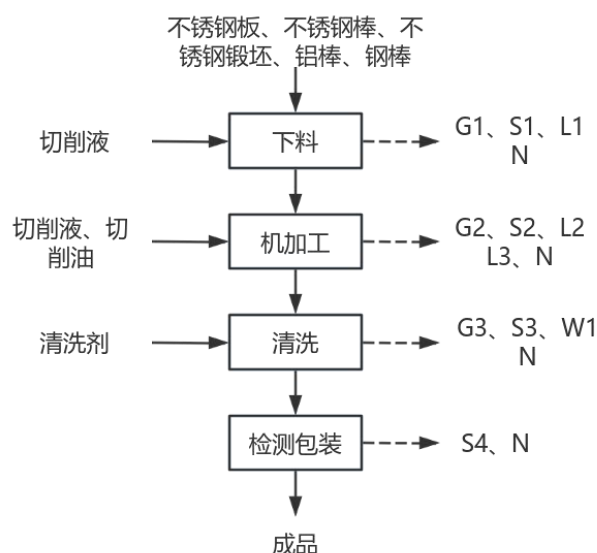 不锈钢板、不锈钢棒、不
锈钢锻坯、铝棒、钢棒
切削液
下料
G1、S1、L1
N
切削液、切
削油
机加工
G2、S2、L2
L3、N
清洗剂
清洗
G3、S3、W1
N
检测包装
S4、N
成品